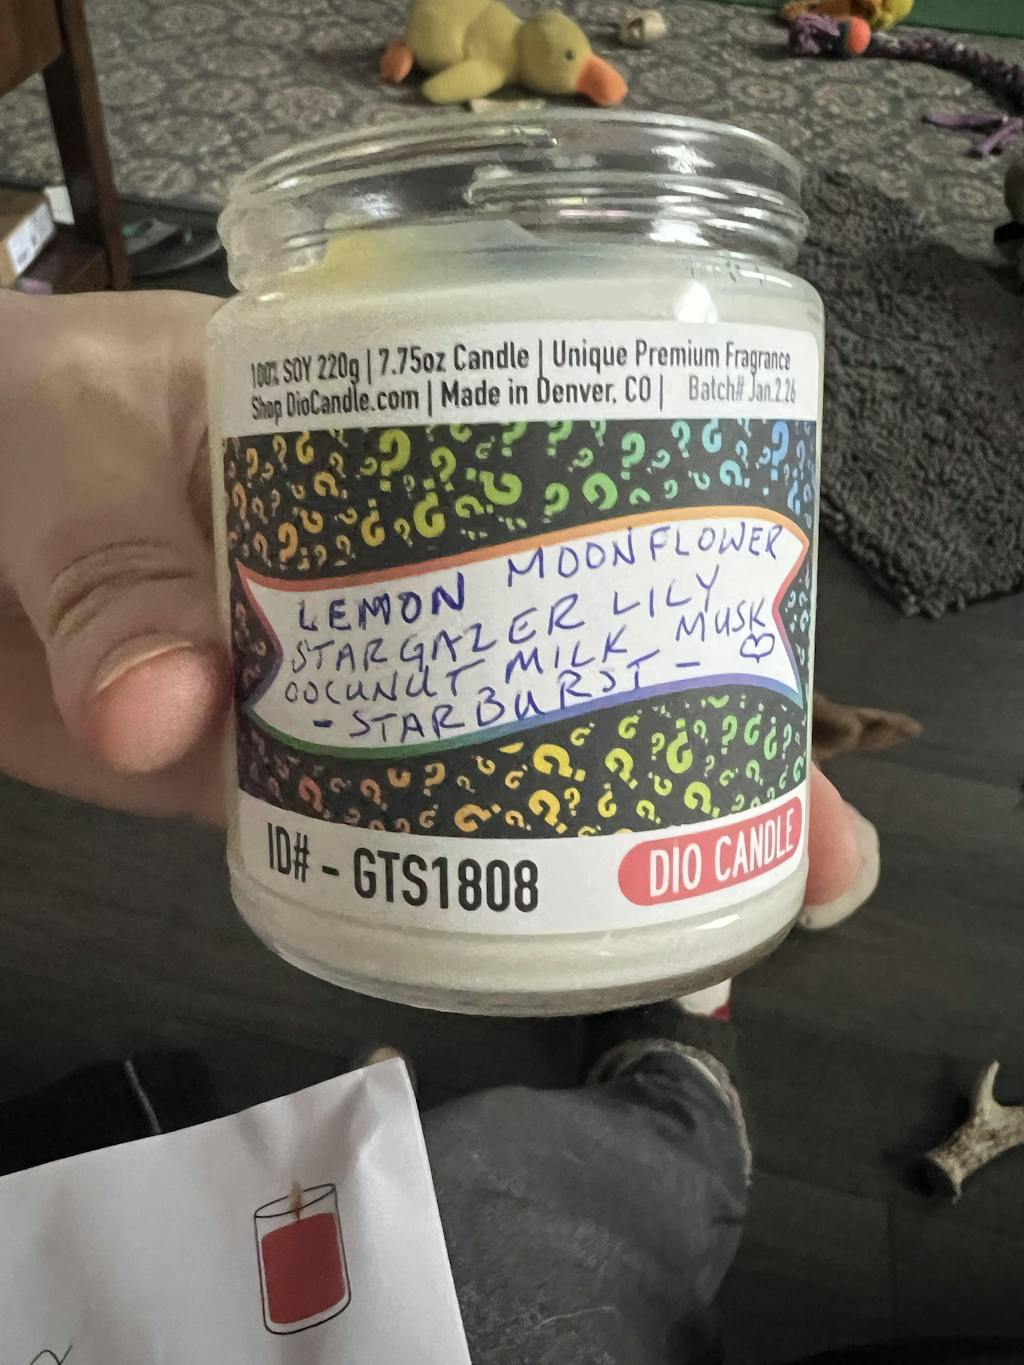 100% SOY 220g | 7.75oz Candle | Unique Premium Fragrance
Shop DioCandle.com | Made in Denver, CO | Batch# Jan.2.26
LEMON MOONFLOWER
STARGAZER LILY
COCUNUT MILK MUSK
- STARBURST - ♡
ID# - GTS1808
DIO CANDLE